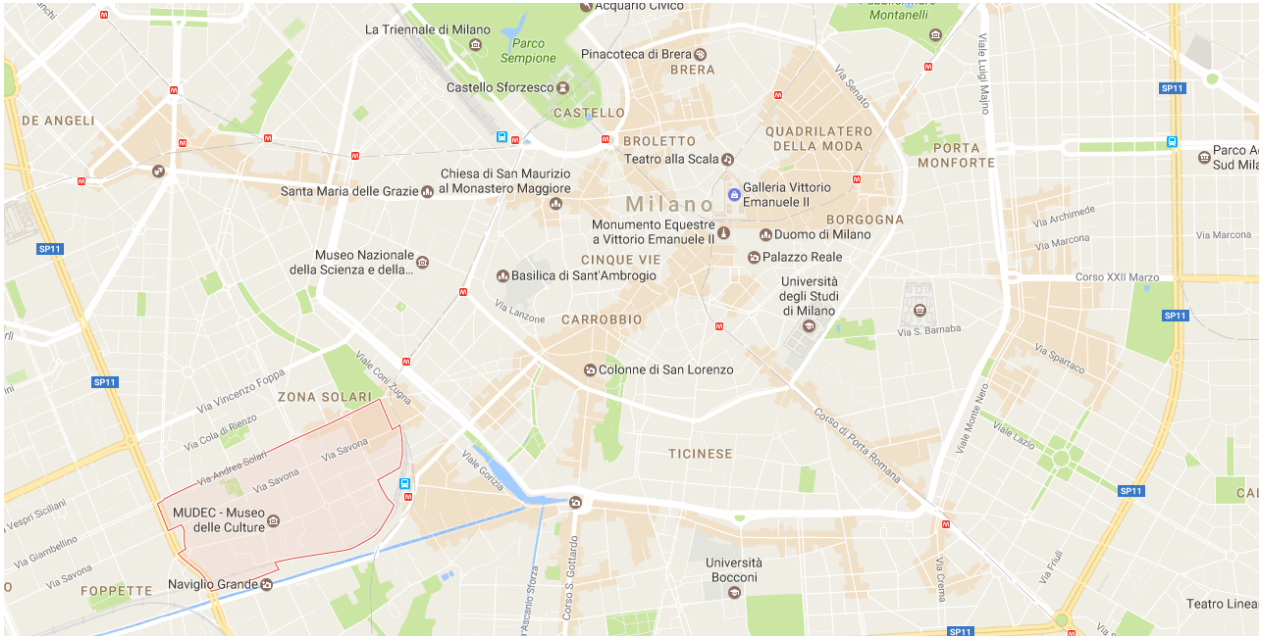 Acquario Civico
Montanelli
La Triennale di Milano
Parco
Sempione
Pinacoteca di Brera
BRERA
Viale Luigi Majno
Via Senato
Castello Sforzesco
SP11
CASTELLO
DE ANGELI
BROLETTO
QUADRILATERO
DELLA MODA
PORTA
MONFORTE
Teatro alla Scala
Parco A
Sud Mila
Chiesa di San Maurizio
al Monastero Maggiore
Santa Maria delle Grazie
Galleria Vittorio
Emanuele II
Milano
Monumento Equestre
a Vittorio Emanuele II
BORGOGNA
Via Archimede
Duomo di Milano
Via Marcona
Via Marcona
SP11
Museo Nazionale
della Scienza e della...
CINQUE VIE
Palazzo Reale
Basilica di Sant'Ambrogio
Corso XXII Marzo
Università
degli Studi
di Milano
Via Lanzone
CARROBBIO
SP11
Via S. Barnaba
Via Spartaco
Viale Coni Zugna
Via Vincenzo Foppa
Colonne di San Lorenzo
SP11
ZONA SOLARI
Viale Monte Nero
Via Cola di Rienzo
Corso di Porta Romana
Viale Lazio
Via Savona
TICINESE
Via Andrea Solari
Via Savona
Viale Gorizia
SP11
CAL
MUDEC - Museo
delle Culture
Vespri Siciliani
Via Giambellino
Via Savona
Corso S. Gottardo
Via Friuli
Università
Bocconi
Via Crema
FOPPETTE
Naviglio Grande
a Ascanio Sforza
Teatro Linea
SP11